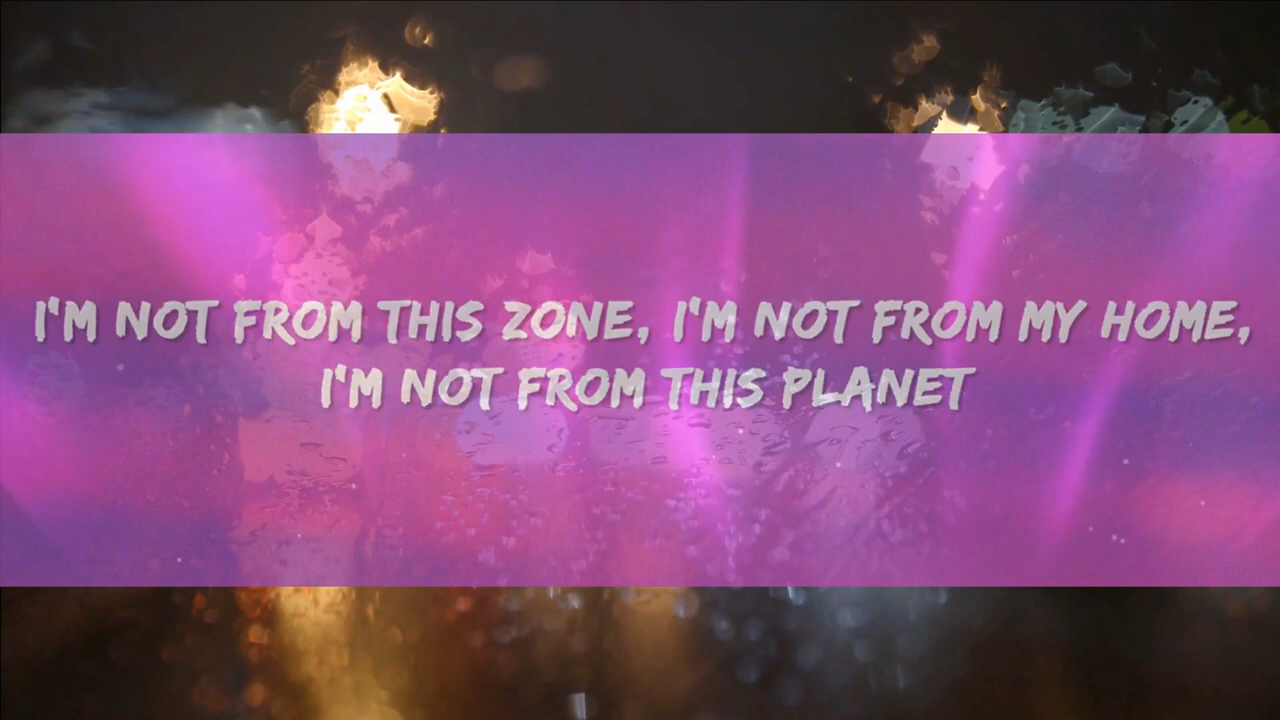 I'M NOT FROM THIS ZONE, I'M NOT FROM MY HOME,
I'M NOT FROM THIS PLANET